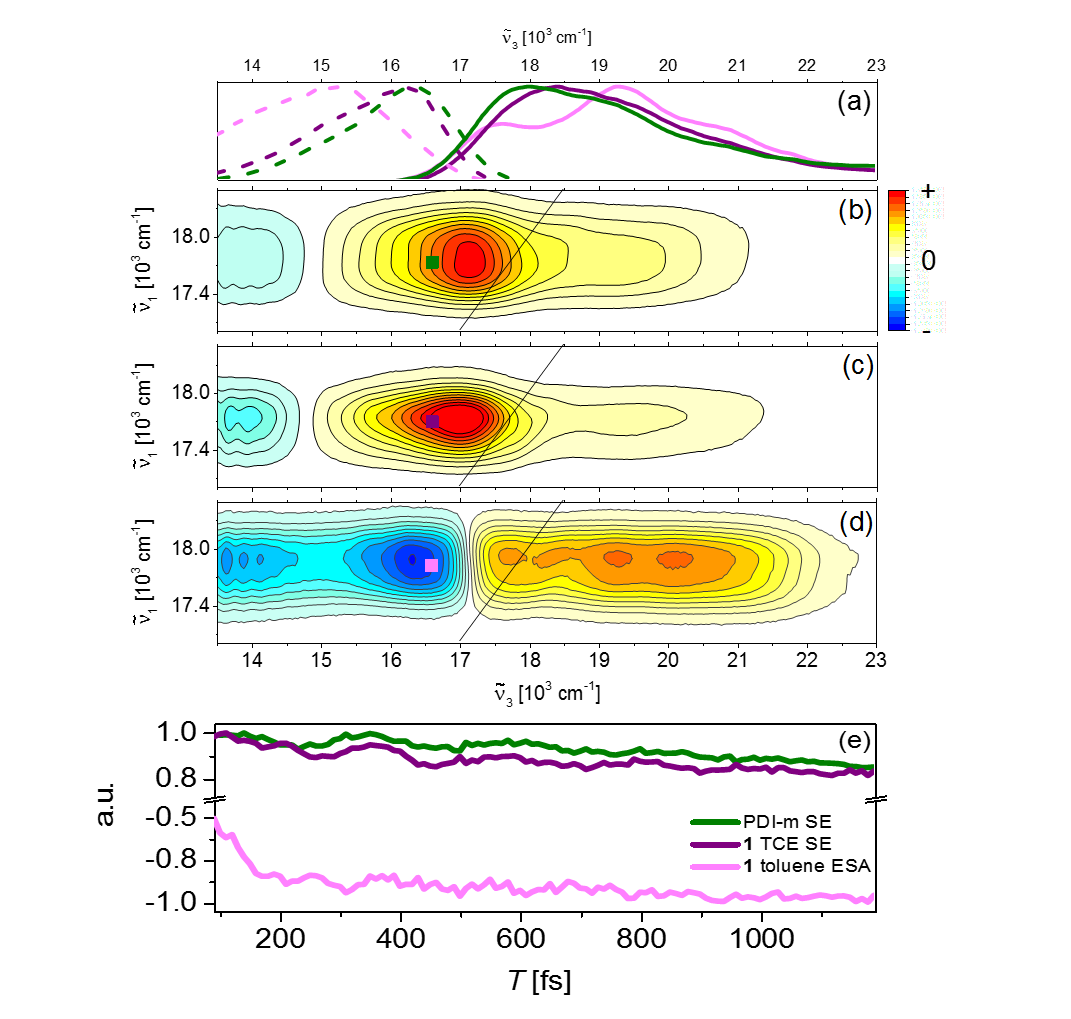 ν̃₃ [10³ cm⁻¹]
14 15 16 17 18 19 20 21 22 23
(a)
(b)
ν̃₁ [10³ cm⁻¹]
18.0
17.4
+
0
-
(c)
ν̃₁ [10³ cm⁻¹]
18.0
17.4
(d)
ν̃₁ [10³ cm⁻¹]
18.0
17.4
14 15 16 17 18 19 20 21 22 23
ν̃₃ [10³ cm⁻¹]
(e)
a.u.
1.0
0.8
-0.5
-0.8
-1.0
PDI-m SE
1 TCE SE
1 toluene ESA
200 400 600 800 1000
T [fs]